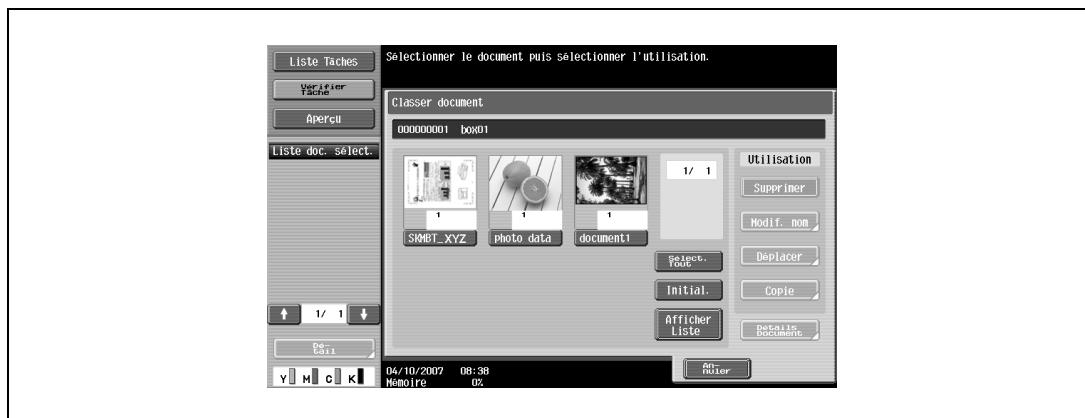 Liste Tâches
Vérifier
Tâche
Aperçu
Liste doc. sélect.
1/ 1
Dé-
tail
Y M C K
Sélectionner le document puis sélectionner l'utilisation.
Classer document
000000001 box01
1
SKMBT_XYZ
1
photo data
1
document1
1/ 1
Sélect.
Tout
Initial.
Afficher
Liste
Utilisation
Supprimer
Modif. nom
Déplacer
Copie
Détails
Document
An-
nuler
04/10/2007 08:38
Mémoire 0%